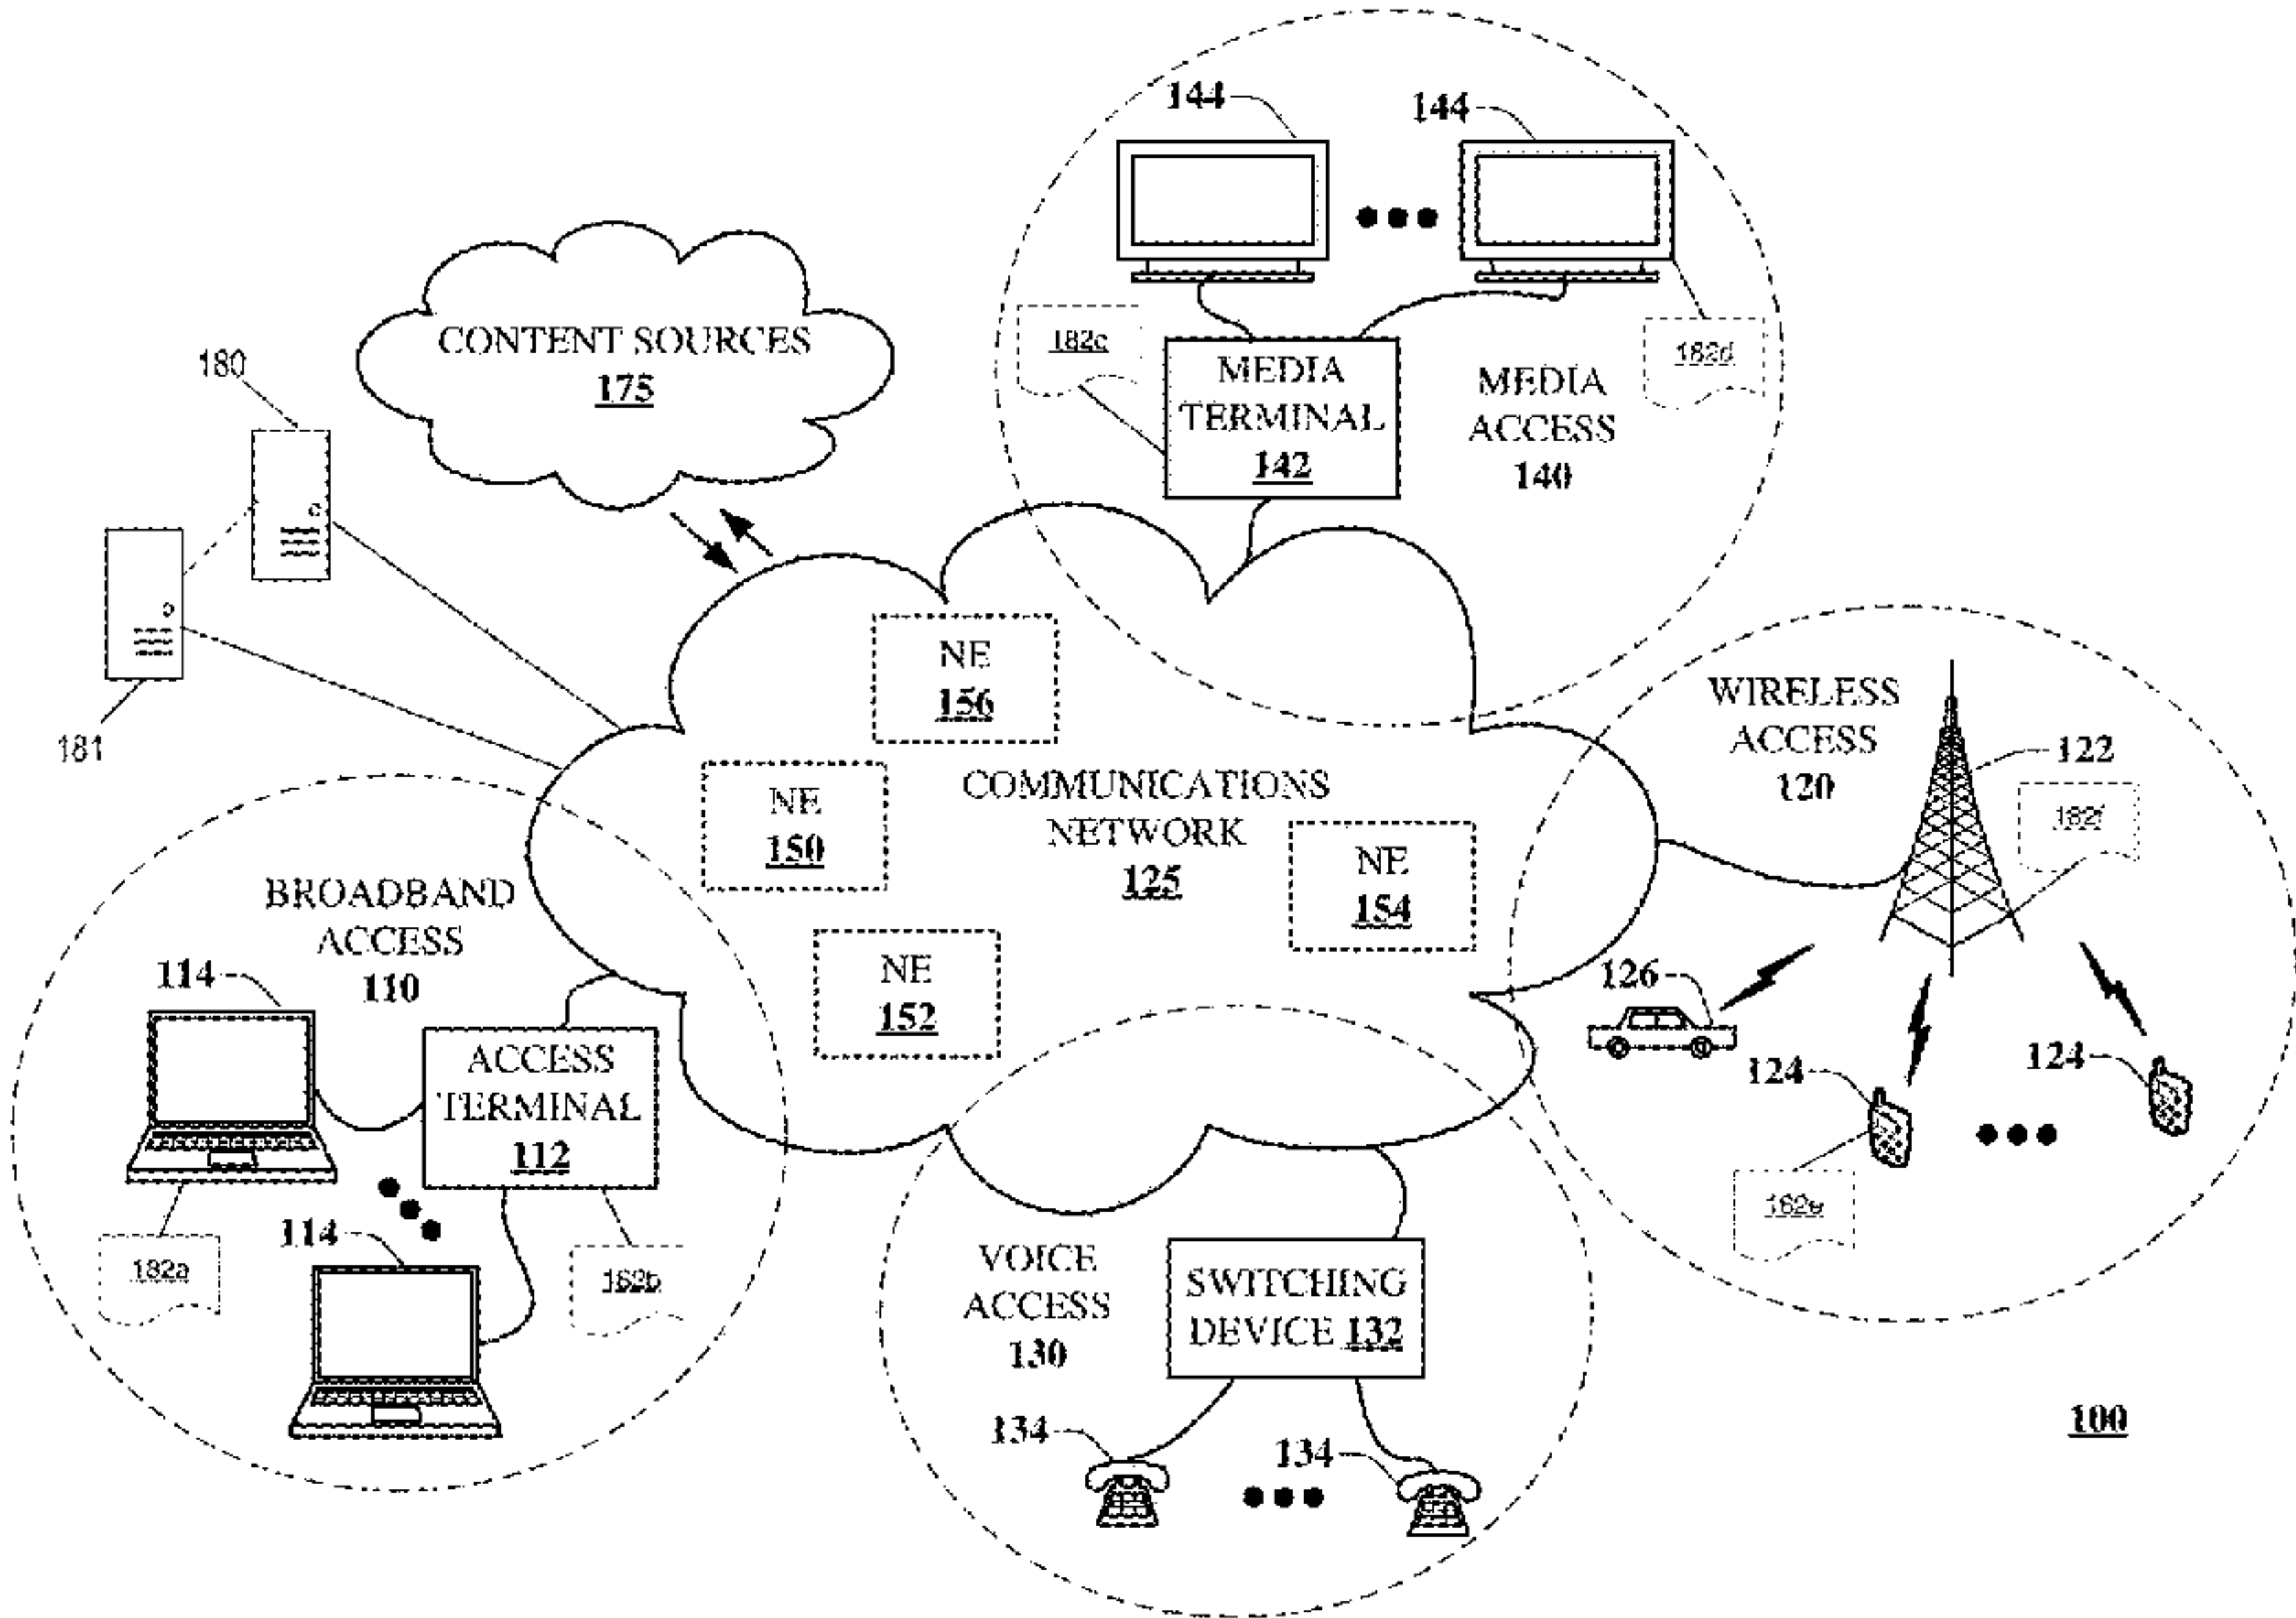 144
144
CONTENT SOURCES
175
182c
MEDIA
TERMINAL
142
MEDIA
ACCESS
140
182d
180
181
NE
156
WIRELESS
ACCESS
120
122
182f
NE
150
COMMUNICATIONS
NETWORK
125
NE
154
BROADBAND
ACCESS
110
114
NE
152
126
124
124
ACCESS
TERMINAL
112
182e
114
182a
182b
VOICE
ACCESS
130
SWITCHING
DEVICE 132
134
134
100